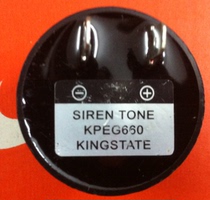 ⊖ ⊕
SIREN TONE
KPEG660
KINGSTATE